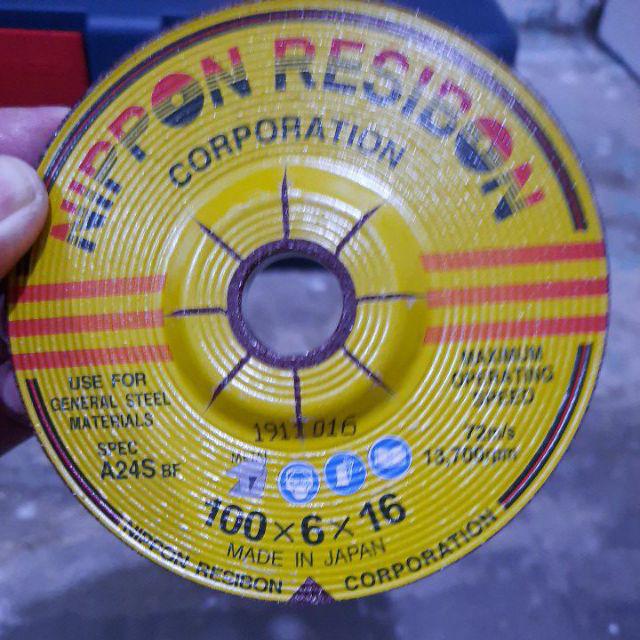 NIPPON RESIBON
CORPORATION
USE FOR
GENERAL STEEL
MATERIALS
SPEC
A24S BF
MAXIMUM
OPERATING
SPEED
72m/s
13,700rpm
016
100×6×16
MADE IN JAPAN
NIPPON RESIBON CORPORATION